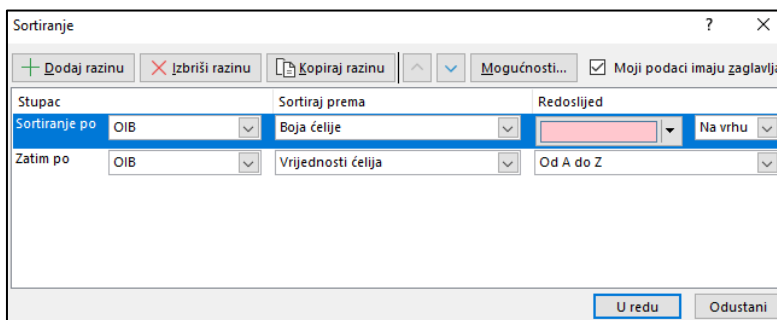 Sortiranje ? X
Dodaj razinu Izbriši razinu Kopiraj razinu Mogućnosti... Moji podaci imaju zaglavlja
Stupac Sortiraj prema Redoslijed
Sortiranje po OIB Boja ćelije Na vrhu
Zatim po OIB Vrijednosti ćelija Od A do Z
U redu Odustani